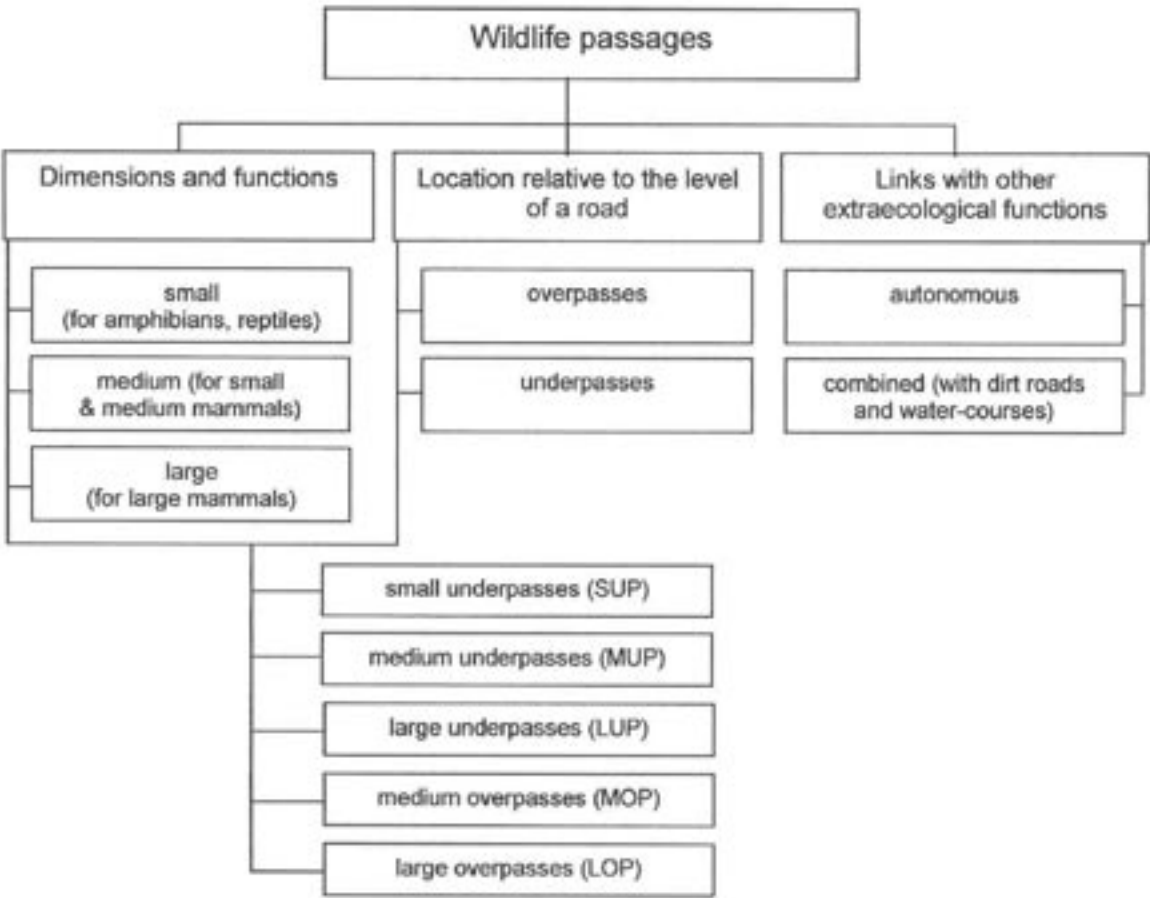 Wildlife passages
Dimensions and functions
Location relative to the level
of a road
Links with other
extraecological functions
small
(for amphibians, reptiles)
medium (for small
& medium mammals)
large
(for large mammals)
overpasses
underpasses
autonomous
combined (with dirt roads
and water-courses)
small underpasses (SUP)
medium underpasses (MUP)
large underpasses (LUP)
medium overpasses (MOP)
large overpasses (LOP)